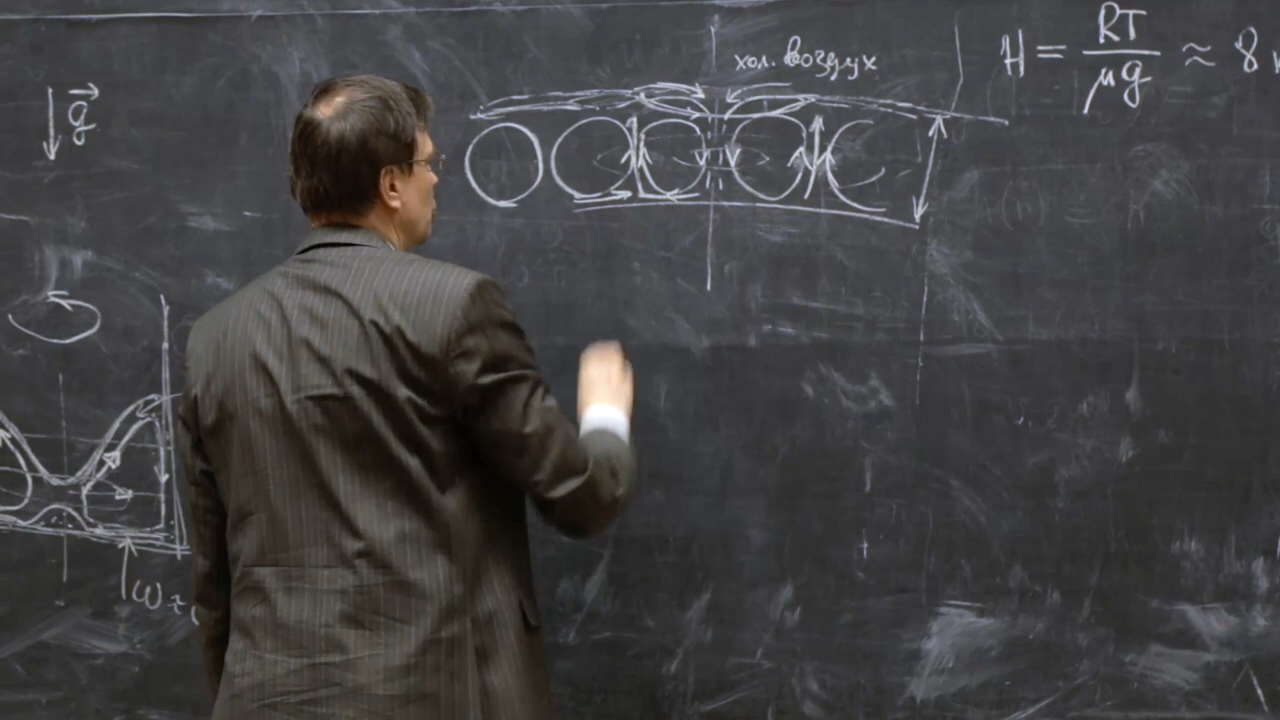 g⃗
хол. воздух
H = RT/μg ≈ 8
ω ≈